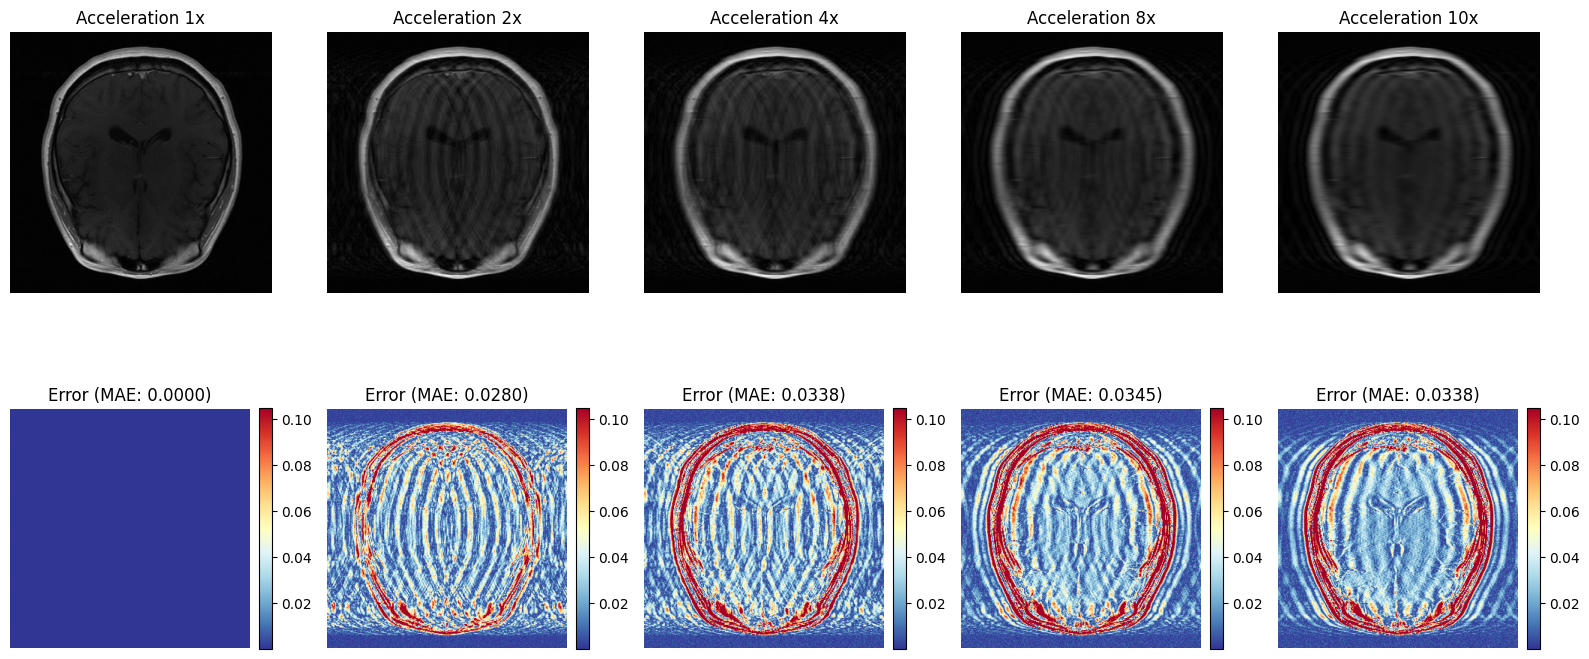 Acceleration 1x
Acceleration 2x
Acceleration 4x
Acceleration 8x
Acceleration 10x
Error (MAE: 0.0000)
Error (MAE: 0.0280)
Error (MAE: 0.0338)
Error (MAE: 0.0345)
Error (MAE: 0.0338)
0.10
0.08
0.06
0.04
0.02
0.10
0.08
0.06
0.04
0.02
0.10
0.08
0.06
0.04
0.02
0.10
0.08
0.06
0.04
0.02
0.10
0.08
0.06
0.04
0.02